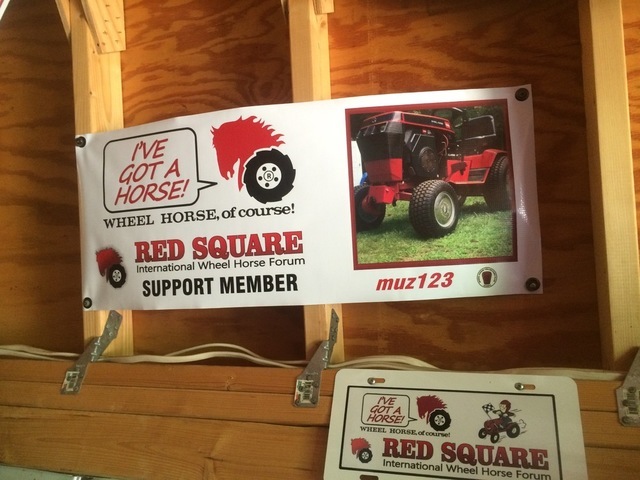 I'VE
GOT A
HORSE!
R
WHEEL HORSE, of course!
RED SQUARE
International Wheel Horse Forum
SUPPORT MEMBER
muz123
I'VE
GOT A
HORSE!
WHEEL HORSE, of course!
RED SQUARE
International Wheel Horse Forum